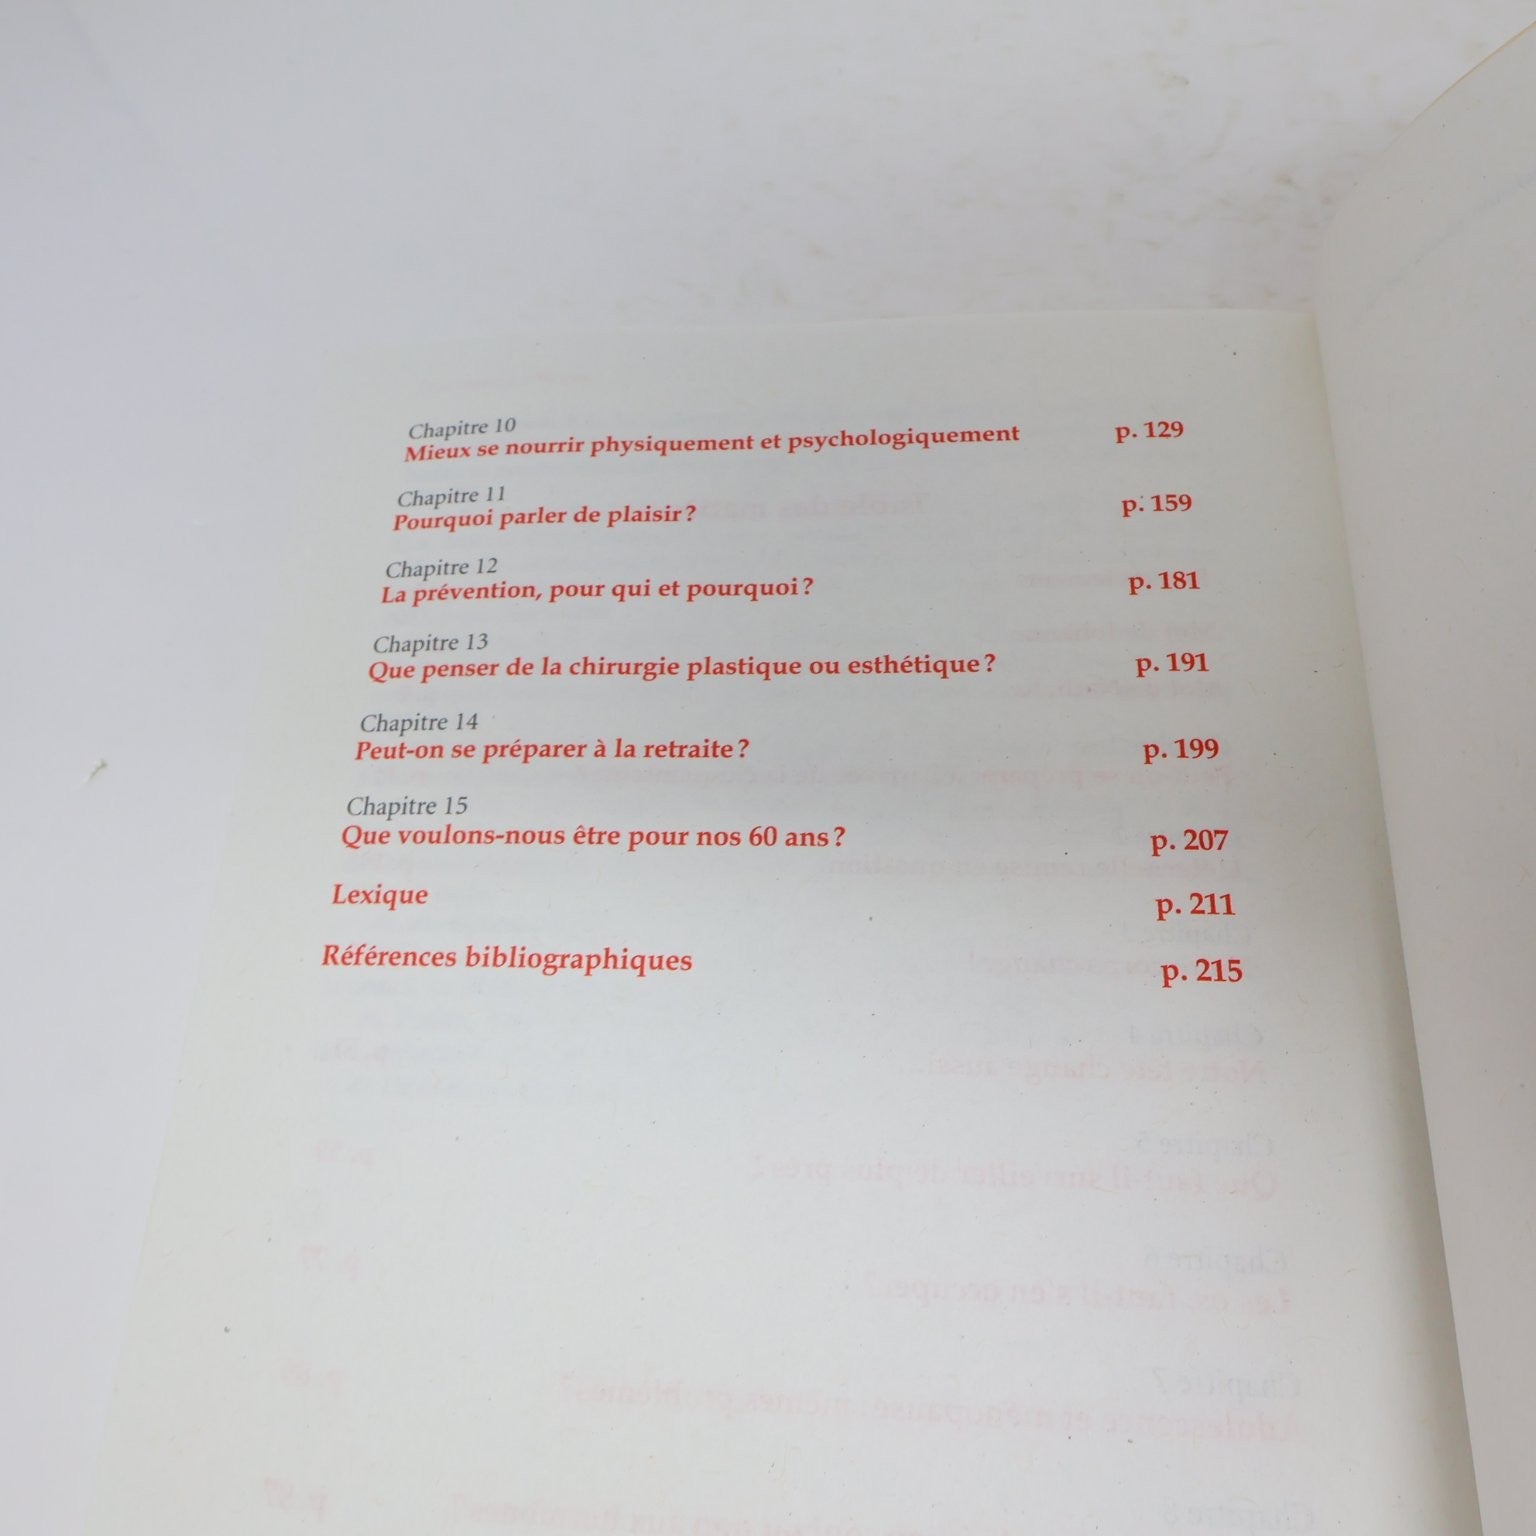 Chapitre 10
Mieux se nourrir physiquement et psychologiquement p. 129
Chapitre 11
Pourquoi parler de plaisir ? p. 159
Chapitre 12
La prévention, pour qui et pourquoi ? p. 181
Chapitre 13
Que penser de la chirurgie plastique ou esthétique ? p. 191
Chapitre 14
Peut-on se préparer à la retraite ? p. 199
Chapitre 15
Que voulons-nous être pour nos 60 ans ? p. 207
Lexique p. 211
Références bibliographiques p. 215